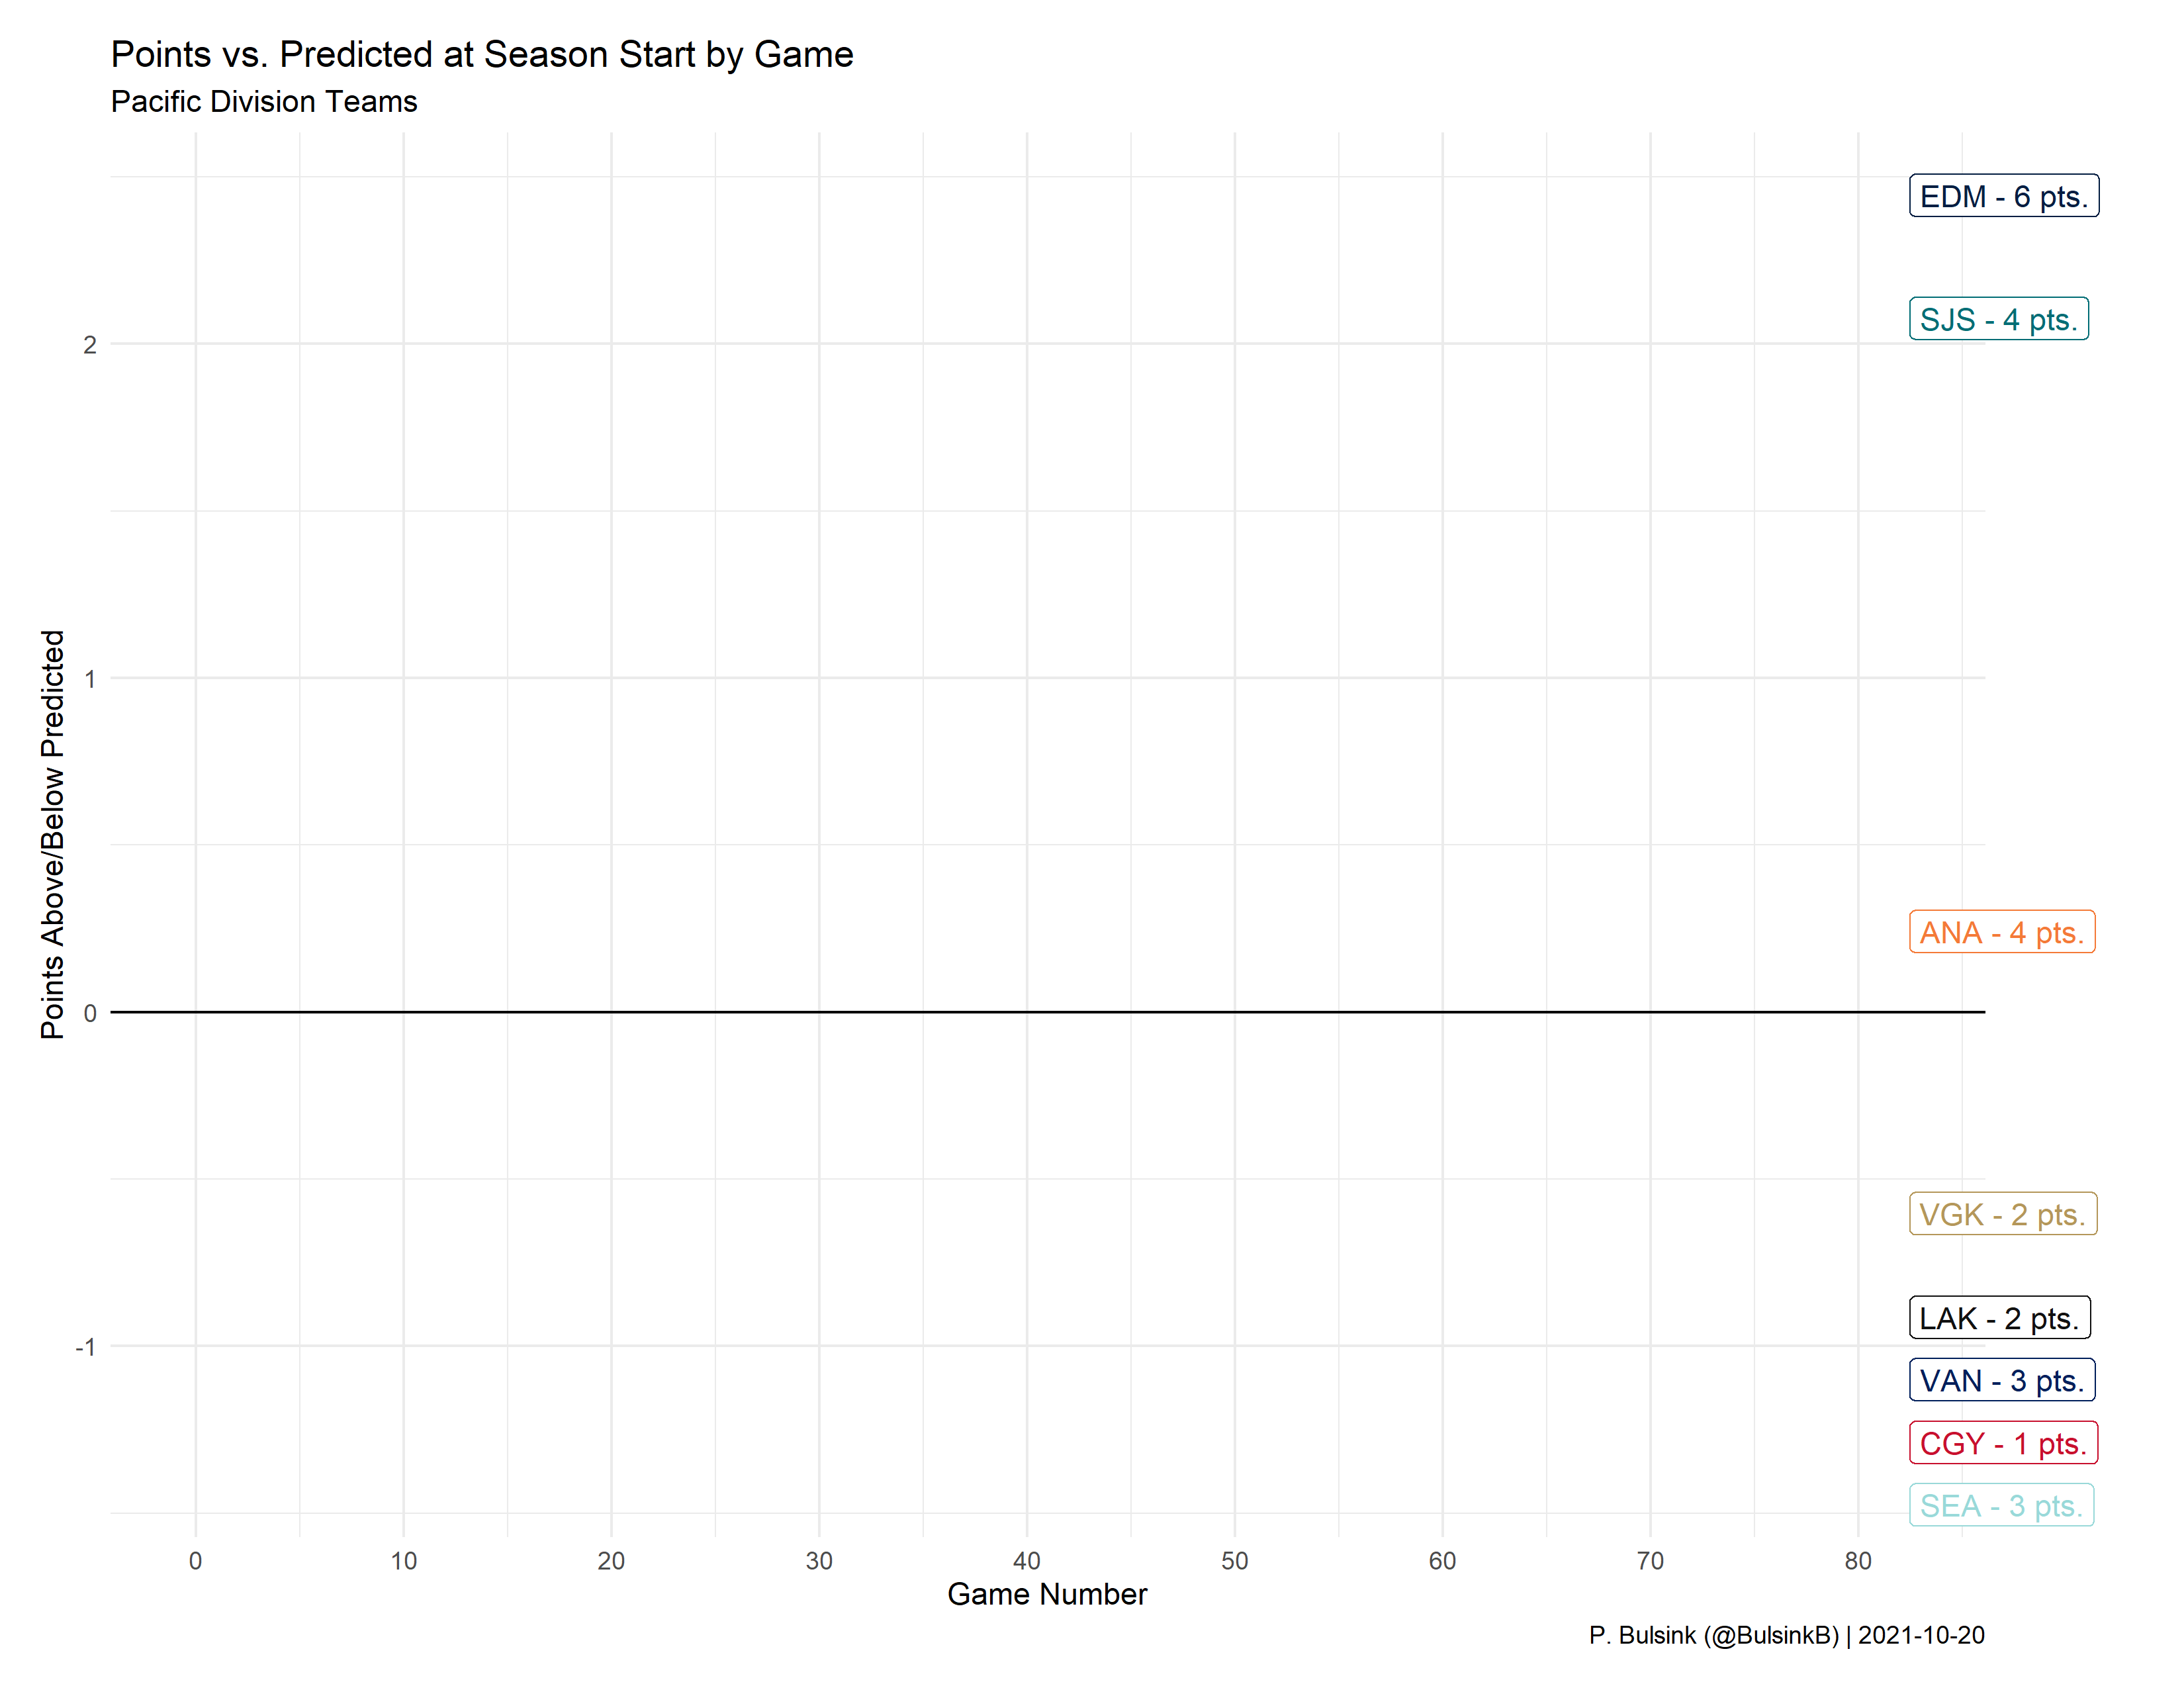 Points vs. Predicted at Season Start by Game
Pacific Division Teams
EDM - 6 pts.
SJS - 4 pts.
2
1
ANA - 4 pts.
0
VGK - 2 pts.
LAK - 2 pts.
-1
VAN - 3 pts.
CGY - 1 pts.
SEA - 3 pts.
Points Above/Below Predicted
0 10 20 30 40 50 60 70 80
Game Number
P. Bulsink (@BulsinkB) | 2021-10-20